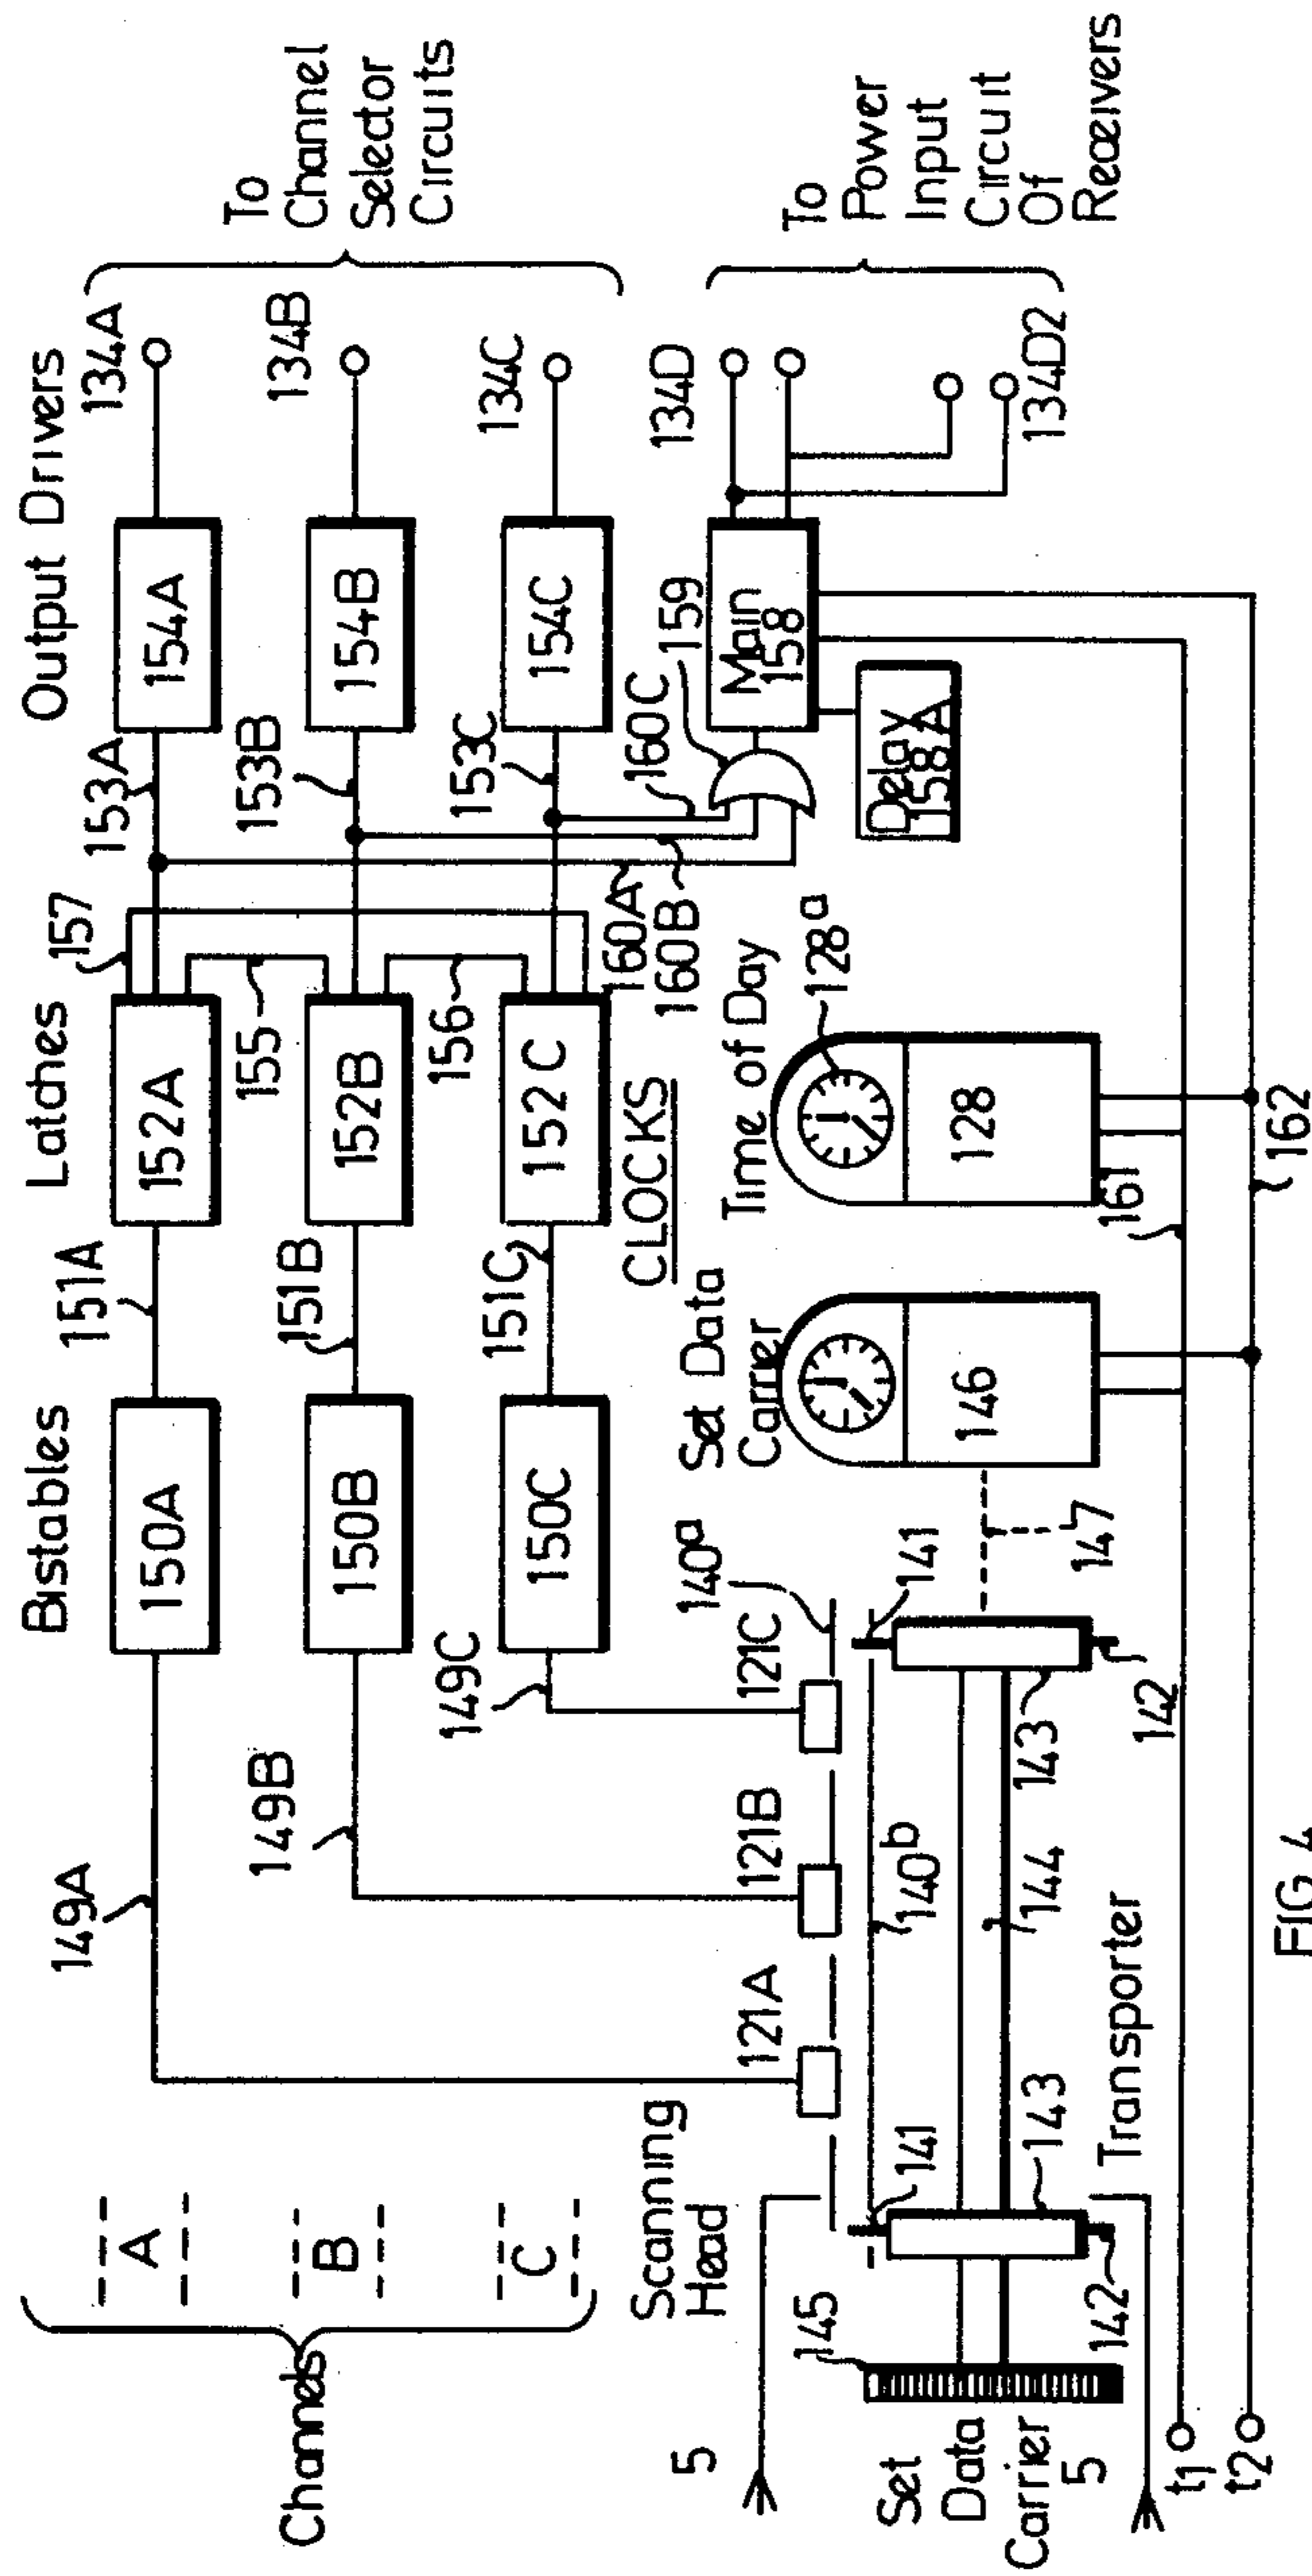 Channels
A
B
C
Bistables
Latches
Output Drivers
149A
150A
151A
152A
153A
154A
134A
157
155
149B
150B
151B
152B
153B
154B
134B
156
149C
150C
151C
152C
153C
154C
134C
To
Channel
Selector
Circuits
160A
160B
160C
159
Main
158
Delay
158A
134D
134D2
To
Power
Input
Circuit
Of
Receivers
CLOCKS
Scanning
Head
121A
121B
121C
140a
Set Data
Carrier
Time of Day
128a
5
145
141
140b
141
146
128
Set
Data
Carrier
5
142
143
Transporter
144
143
142
147
161
162
t1
t2
FIG 4